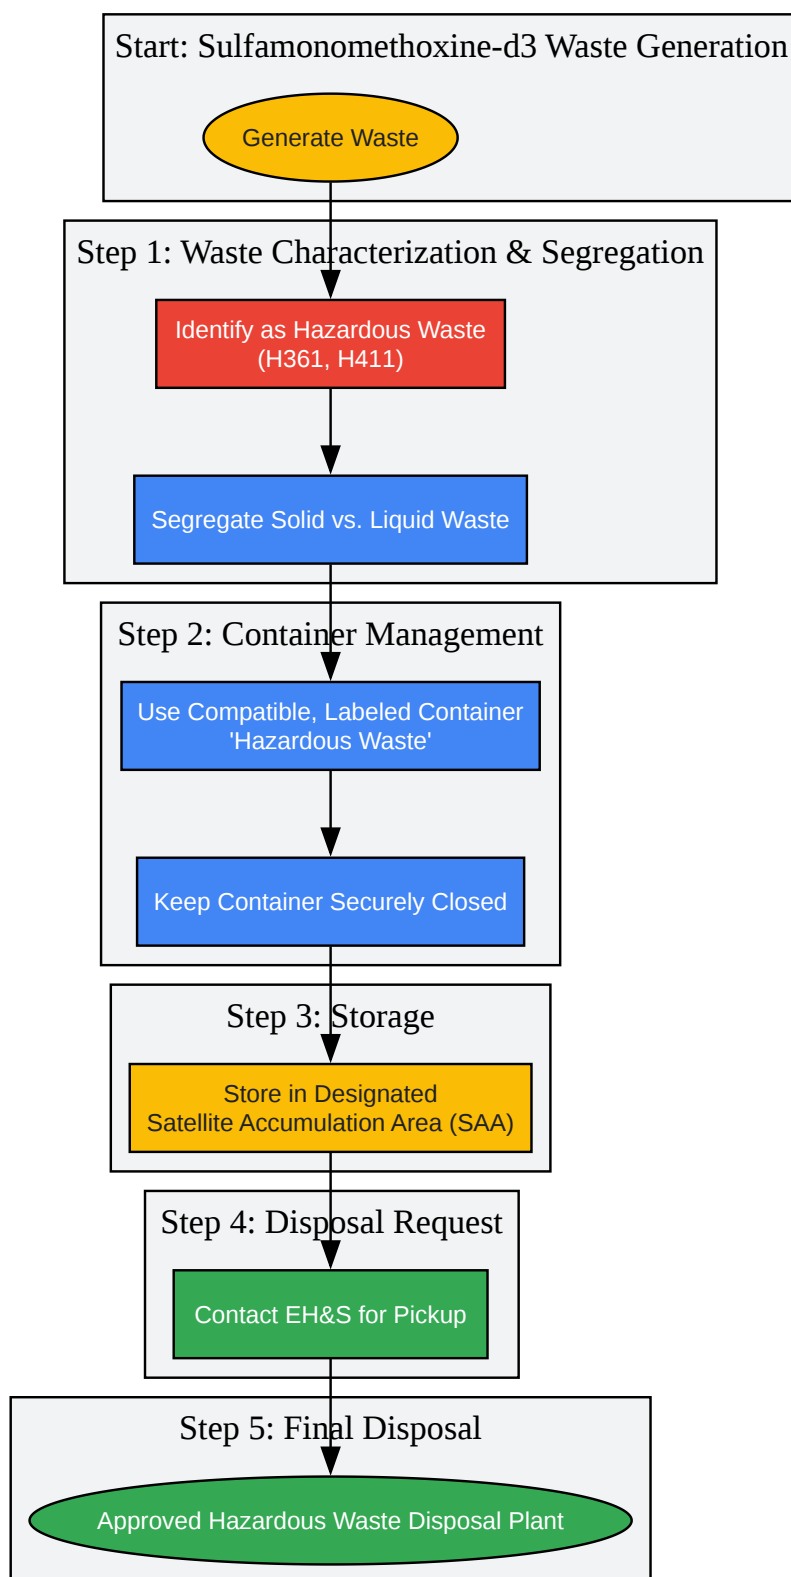 Start: Sulfamonomethoxine-d3 Waste Generation
Generate Waste
Step 1: Waste Characterization & Segregation
Identify as Hazardous Waste
(H361, H411)
Segregate Solid vs. Liquid Waste
Step 2: Container Management
Use Compatible, Labeled Container
'Hazardous Waste'
Keep Container Securely Closed
Step 3: Storage
Store in Designated
Satellite Accumulation Area (SAA)
Step 4: Disposal Request
Contact EH&S for Pickup
Step 5: Final Disposal
Approved Hazardous Waste Disposal Plant